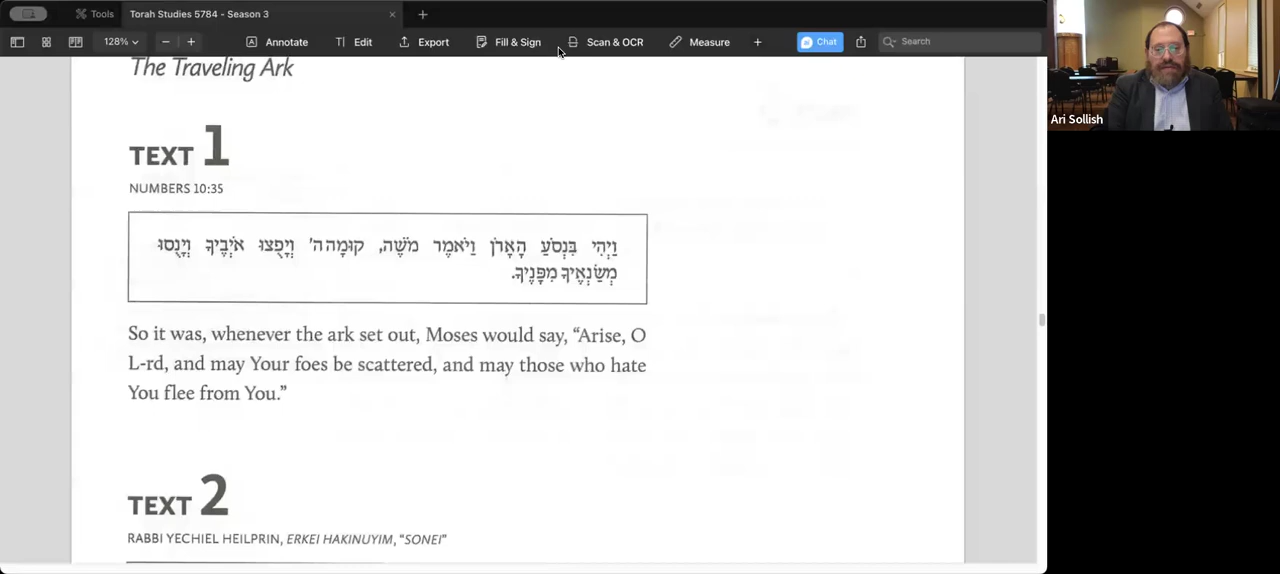 Tools
Torah Studies 5784 - Season 3
128%
Annotate
Edit
Export
Fill & Sign
Scan & OCR
Measure
Chat
Search
Ari Sollish
The Traveling Ark
TEXT 1
NUMBERS 10:35
וַיְהִי בִּנְסֹעַ הָאָרֹן וַיֹּאמֶר מֹשֶׁה, קוּמָה ה' וְיָפֻצוּ אֹיְבֶיךָ וְיָנֻסוּ
מְשַׂנְאֶיךָ מִפָּנֶיךָ.
So it was, whenever the ark set out, Moses would say, “Arise, O
L-rd, and may Your foes be scattered, and may those who hate
You flee from You.”
TEXT 2
RABBI YECHIEL HEILPRIN, ERKEI HAKINUYIM, “SONEI”